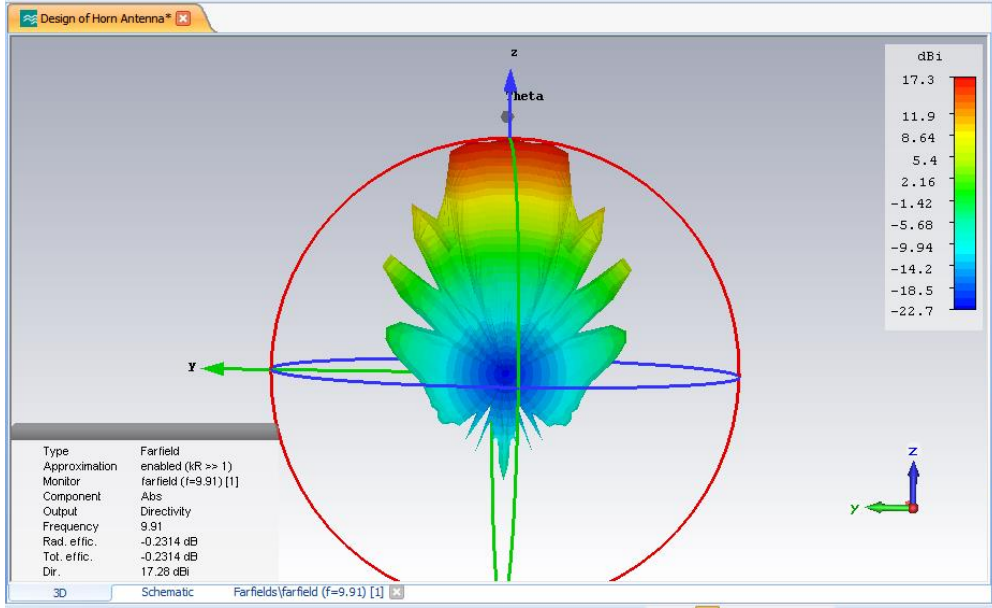 Design of Horn Antenna*
z
Theta
dBi
17.3
11.9
8.64
5.4
2.16
-1.42
-5.68
-9.94
-14.2
-18.5
-22.7
Y
Type Farfield
Approximation enabled (kR >> 1)
Monitor farfield (f=9.91) [1]
Component Abs
Output Directivity
Frequency 9.91
Rad. effic. -0.2314 dB
Tot. effic. -0.2314 dB
Dir. 17.28 dBi
z
y
3D Schematic Farfields\farfield (f=9.91) [1]